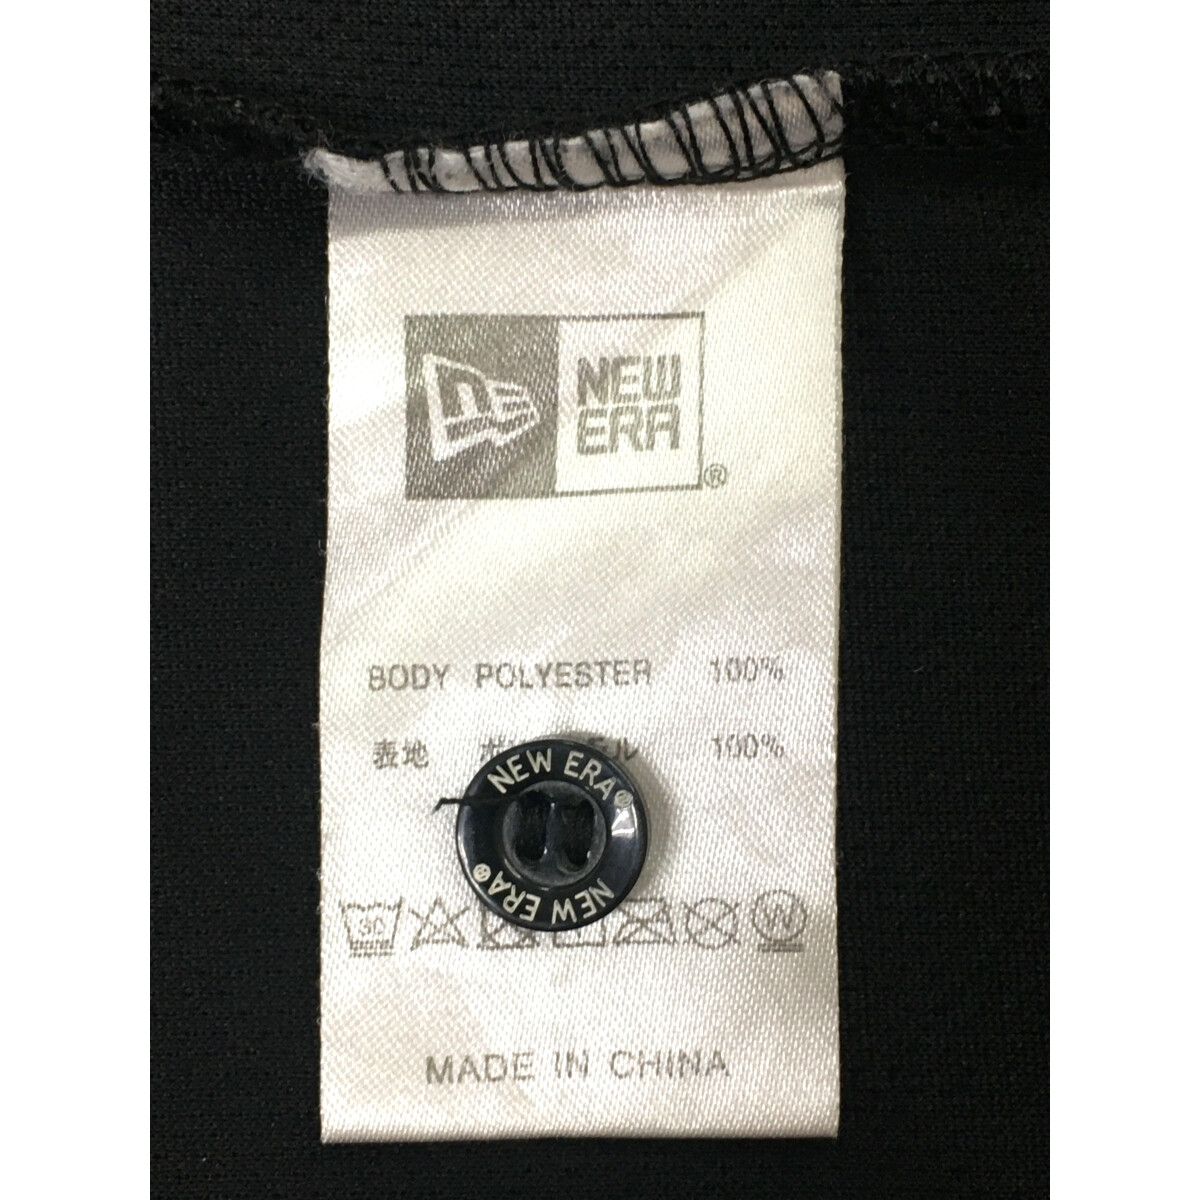 NEW
ERA
®
BODY POLYESTER 100%
表地 100%
NEW ERA®
NEW ERA®
30
W
MADE IN CHINA